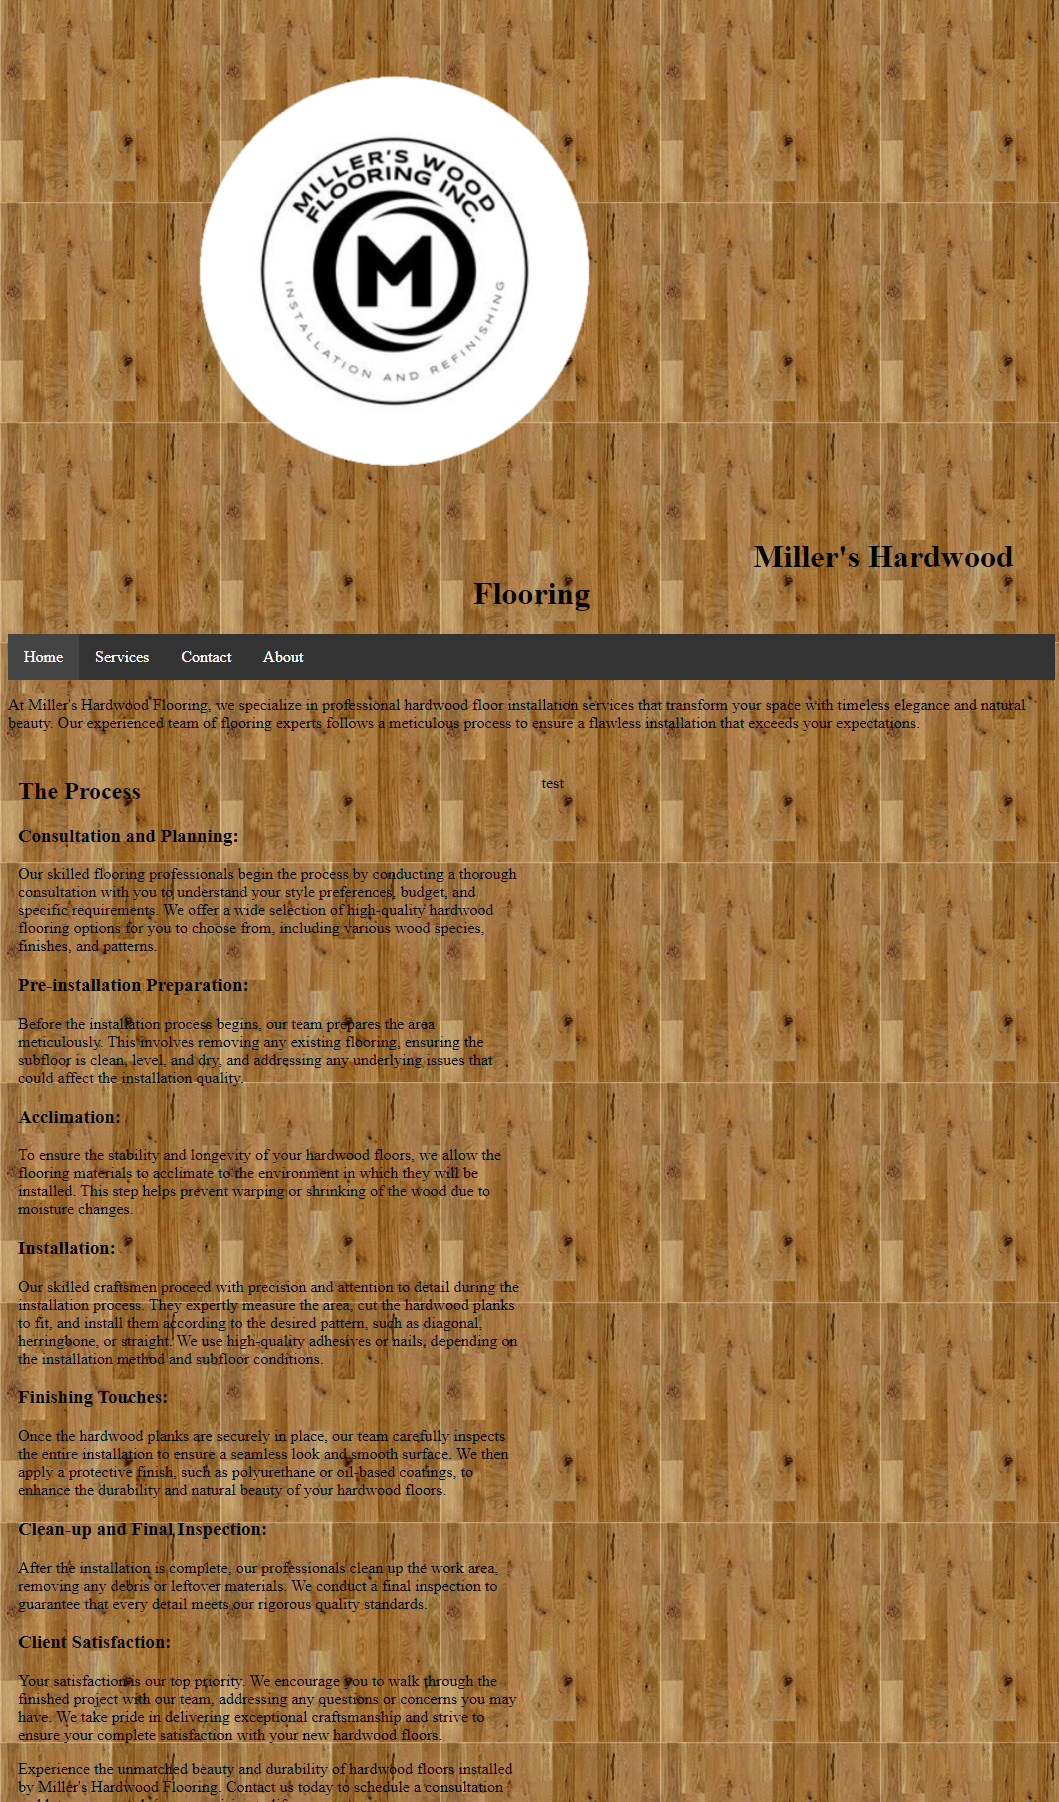 MILLER'S WOOD
FLOORING INC.
M
INSTALLATION AND REFINISHING
Miller's Hardwood
Flooring
Home Services Contact About
At Miller's Hardwood Flooring, we specialize in professional hardwood floor installation services that transform your space with timeless elegance and natural
beauty. Our experienced team of flooring experts follows a meticulous process to ensure a flawless installation that exceeds your expectations.
The Process
Consultation and Planning:
Our skilled flooring professionals begin the process by conducting a thorough
consultation with you to understand your style preferences, budget, and
specific requirements. We offer a wide selection of high-quality hardwood
flooring options for you to choose from, including various wood species,
finishes, and patterns.
Pre-installation Preparation:
Before the installation process begins, our team prepares the area
meticulously. This involves removing any existing flooring, ensuring the
subfloor is clean, level, and dry, and addressing any underlying issues that
could affect the installation quality.
Acclimation:
To ensure the stability and longevity of your hardwood floors, we allow the
flooring materials to acclimate to the environment in which they will be
installed. This step helps prevent warping or shrinking of the wood due to
moisture changes.
Installation:
Our skilled craftsmen proceed with precision and attention to detail during the
installation process. They expertly measure the area, cut the hardwood planks
to fit, and install them according to the desired pattern, such as diagonal,
herringbone, or straight. We use high-quality adhesives or nails, depending on
the installation method and subfloor conditions.
Finishing Touches:
Once the hardwood planks are securely in place, our team carefully inspects
the entire installation to ensure a seamless look and smooth surface. We then
apply a protective finish, such as polyurethane or oil-based coatings, to
enhance the durability and natural beauty of your hardwood floors.
Clean-up and Final Inspection:
After the installation is complete, our professionals clean up the work area,
removing any debris or leftover materials. We conduct a final inspection to
guarantee that every detail meets our rigorous quality standards.
Client Satisfaction:
Your satisfaction is our top priority. We encourage you to walk through the
finished project with our team, addressing any questions or concerns you may
have. We take pride in delivering exceptional craftsmanship and strive to
ensure your complete satisfaction with your new hardwood floors.
Experience the unmatched beauty and durability of hardwood floors installed
by Miller's Hardwood Flooring. Contact us today to schedule a consultation
test